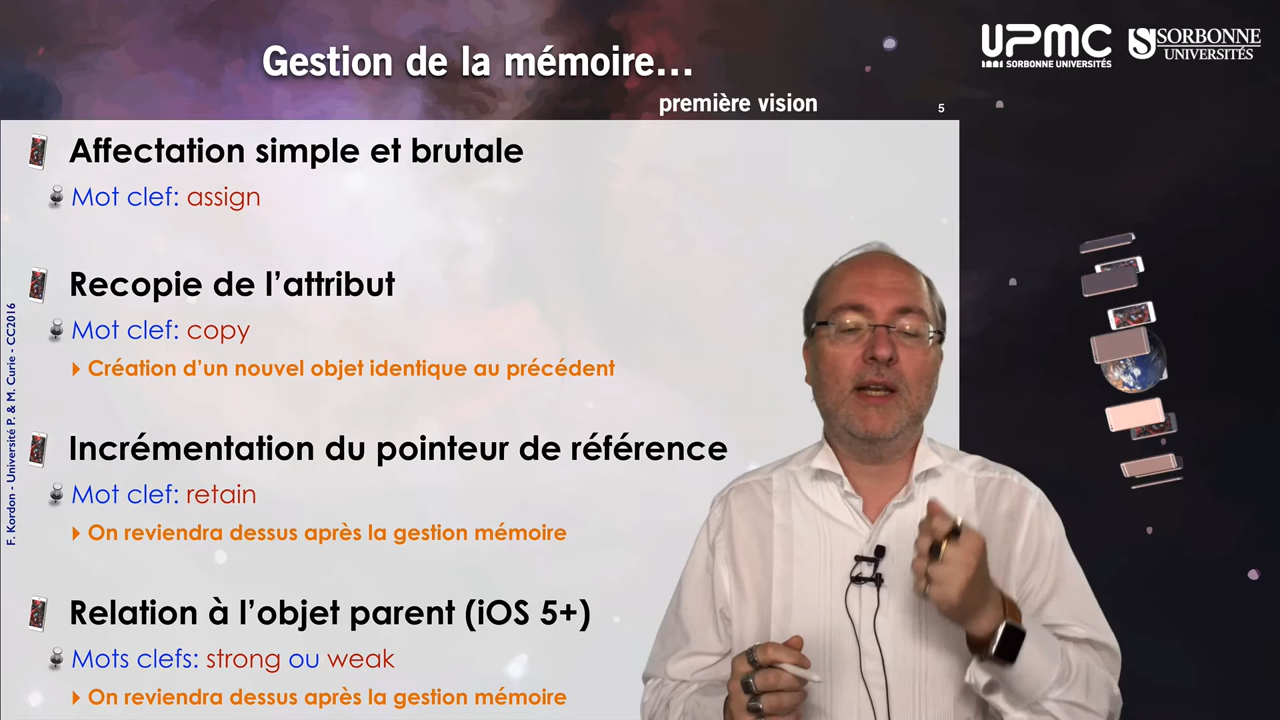 Gestion de la mémoire...
première vision
5
UPMC
SORBONNE UNIVERSITÉS
SORBONNE
UNIVERSITÉS
Affectation simple et brutale
Mot clef: assign
Recopie de l’attribut
Mot clef: copy
Création d’un nouvel objet identique au précédent
Incrémentation du pointeur de référence
Mot clef: retain
On reviendra dessus après la gestion mémoire
Relation à l’objet parent (iOS 5+)
Mots clefs: strong ou weak
On reviendra dessus après la gestion mémoire
F. Kordon - Université P. & M. Curie - CC2016